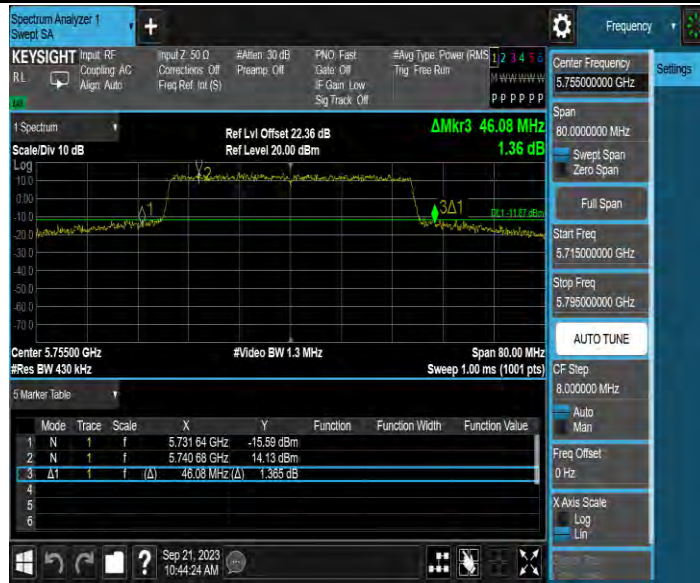 Spectrum Analyzer 1
Swept SA
+
Frequency
KEYSIGHT
RL
Input: RF
Coupling: AC
Align: Auto
Input Z: 50 Ω
Corrections: Off
Freq Ref: Int (S)
#Atten: 30 dB
Preamp: Off
PNO: Fast
Gate: Off
IF Gain: Low
Sig Track: Off
#Avg Type: Power (RMS
Trig: Free Run
1 2 3 4 5 6
M W W W W W
P P P P P P
Center Frequency
5.755000000 GHz
Settings
Span
80.0000000 MHz
Swept Span
Zero Span
Full Span
Start Freq
5.715000000 GHz
Stop Freq
5.795000000 GHz
AUTO TUNE
CF Step
8.000000 MHz
Auto
Man
Freq Offset
0 Hz
X Axis Scale
Log
Lin
1 Spectrum
Scale/Div 10 dB
Ref Lvl Offset 22.36 dB
Ref Level 20.00 dBm
ΔMkr3 46.08 MHz
1.36 dB
Log
10.0
0.00
-10.0
-20.0
-30.0
-40.0
-50.0
-60.0
-70.0
1
2
3Δ1
DL1 -11.87 dBm
Center 5.75500 GHz
#Res BW 430 kHz
#Video BW 1.3 MHz
Span 80.00 MHz
Sweep 1.00 ms (1001 pts)
5 Marker Table
Mode Trace Scale X Y Function Function Width Function Value
1 N 1 f 5.731 64 GHz -15.59 dBm
2 N 1 f 5.740 68 GHz 14.13 dBm
3 Δ1 1 f (Δ) 46.08 MHz (Δ) 1.365 dB
4
5
6
?
Sep 21, 2023
10:44:24 AM